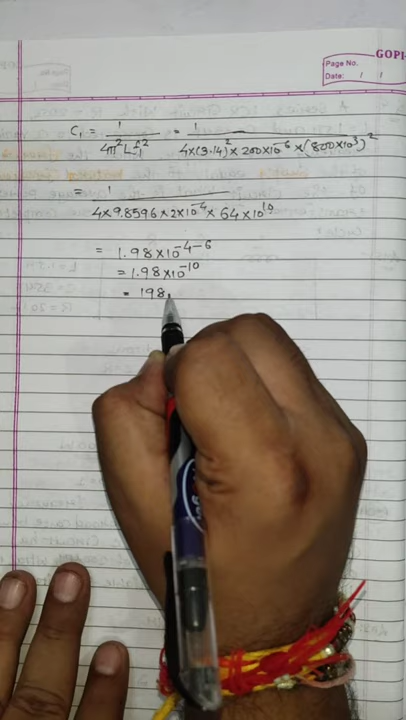 GOPI
Page No.
Date: / /
C₁ = 1/(4π²Lf₁²) = 1/(4×(3.14)²×200×10⁻⁶×(800×10³)²)
= 1/(4×9.8596×2×10⁻⁴×64×10¹⁰)
= 1.98×10⁻⁴⁻⁶
= 1.98×10⁻¹⁰
= 198